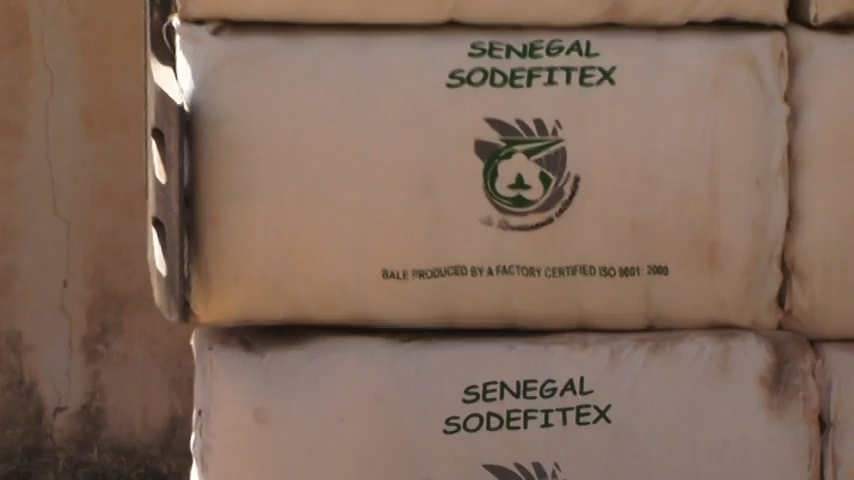 SENEGAL
SODEFITEX
BALE PRODUCED BY A FACTORY CERTIFIED ISO 9001: 2000
SENEGAL
SODEFITEX